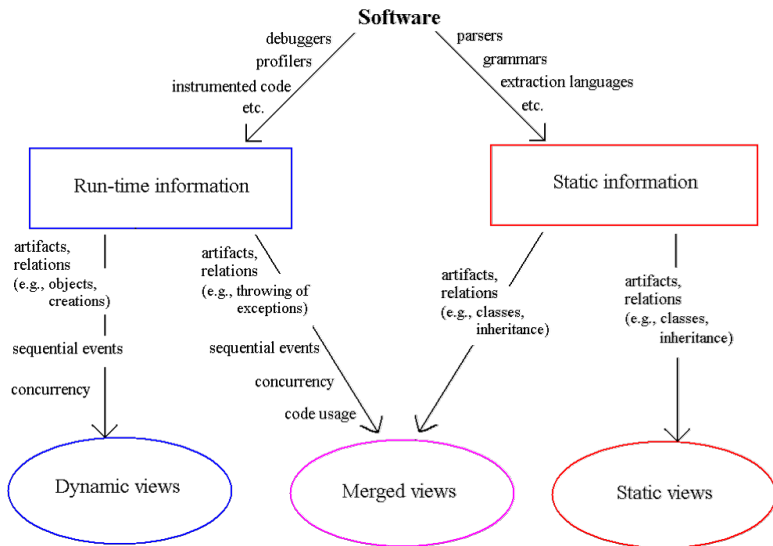 Software
debuggers
profilers
instrumented code
etc.
parsers
grammars
extraction languages
etc.
Run-time information
Static information
artifacts,
relations
(e.g., objects,
creations)
sequential events
concurrency
artifacts,
relations
(e.g., throwing of
exceptions)
sequential events
concurrency
code usage
artifacts,
relations
(e.g., classes,
inheritance)
artifacts,
relations
(e.g., classes,
inheritance)
Dynamic views
Merged views
Static views